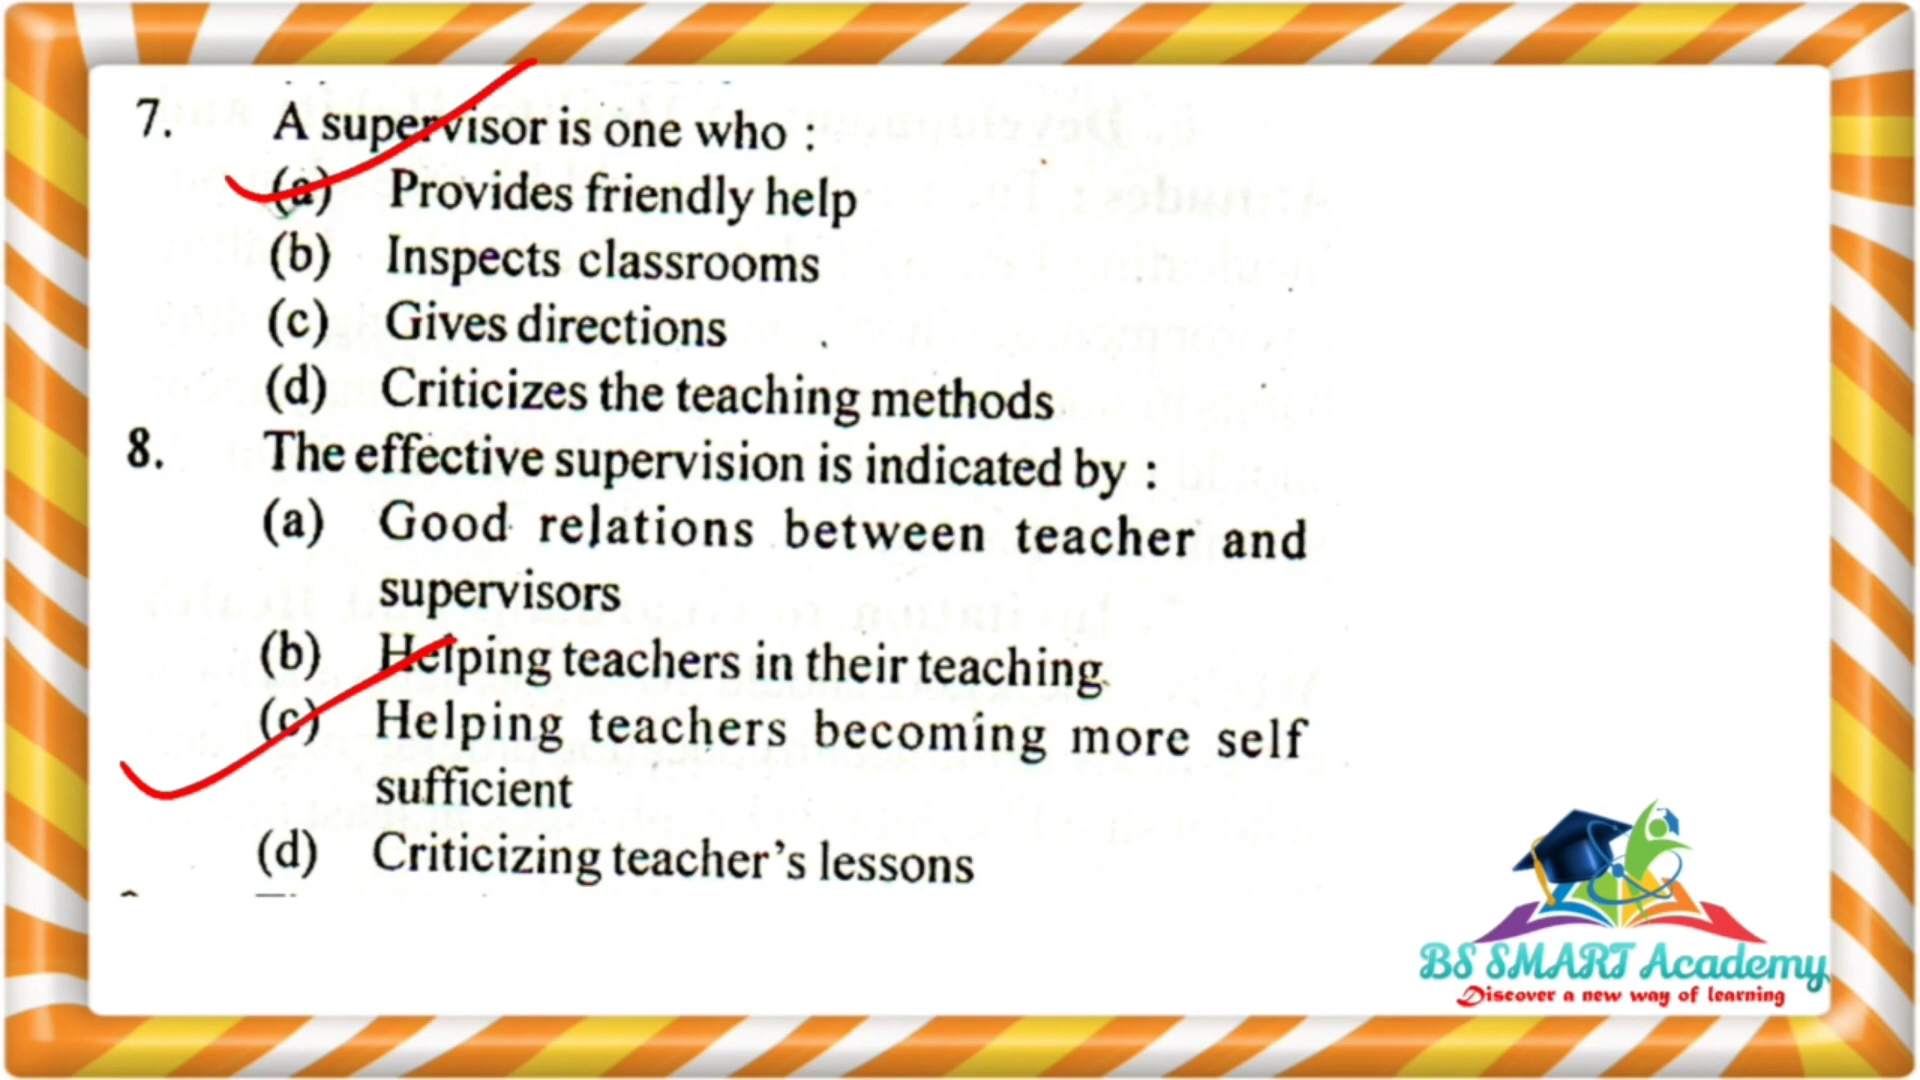 7. A supervisor is one who :
(a) Provides friendly help
(b) Inspects classrooms
(c) Gives directions
(d) Criticizes the teaching methods
8. The effective supervision is indicated by :
(a) Good relations between teacher and
supervisors
(b) Helping teachers in their teaching
(c) Helping teachers becoming more self
sufficient
(d) Criticizing teacher's lessons
BS SMART Academy
Discover a new way of learning